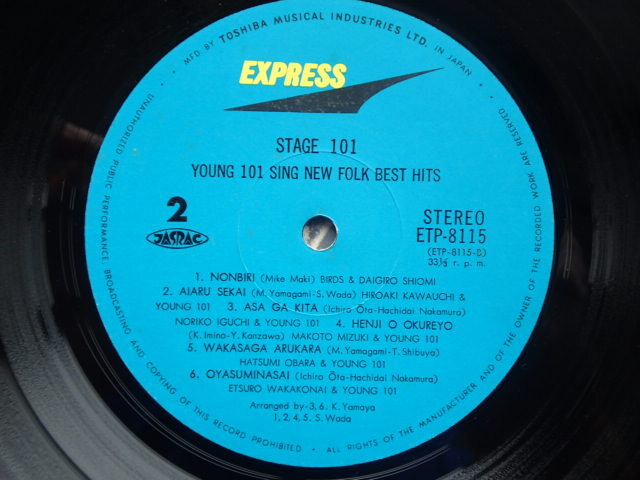 • MFD BY TOSHIBA MUSICAL INDUSTRIES LTD. IN JAPAN •
EXPRESS
STAGE 101
YOUNG 101 SING NEW FOLK BEST HITS
2
JASRAC
STEREO
ETP-8115
(ETP-8115-B)
33⅓ r. p. m.
1. NONBIRI (Mike Maki) BIRDS & DAIGIRO SHIOMI
2. AIARU SEKAI (M. Yamagami-S. Wada) HIROAKI KAWAUCHI &
YOUNG 101 3. ASA GA KITA (Ichiro Ōta-Hachidai Nakamura)
NORIKO IGUCHI & YOUNG 101 4. HENJI O OKUREYO
(K. Imino-Y. Kanzawa) MAKOTO MIZUKI & YOUNG 101
5. WAKASAGA ARUKARA (M. Yamagami-T. Shibuya)
HATSUMI OBARA & YOUNG 101
6. OYASUMINASAI (Ichiro Ōta-Hachidai Nakamura)
ETSURO WAKAKONAI & YOUNG 101
Arranged by-3, 6. K. Yamaya
1, 2, 4, 5. S. Wada
UNAUTHORIZED PUBLIC PERFORMANCE, BROADCASTING AND COPYING OF THIS RECORD PROHIBITED • ALL RIGHTS OF THE MANUFACTURER AND OF THE OWNER OF THE RECORDED WORK ARE RESERVED